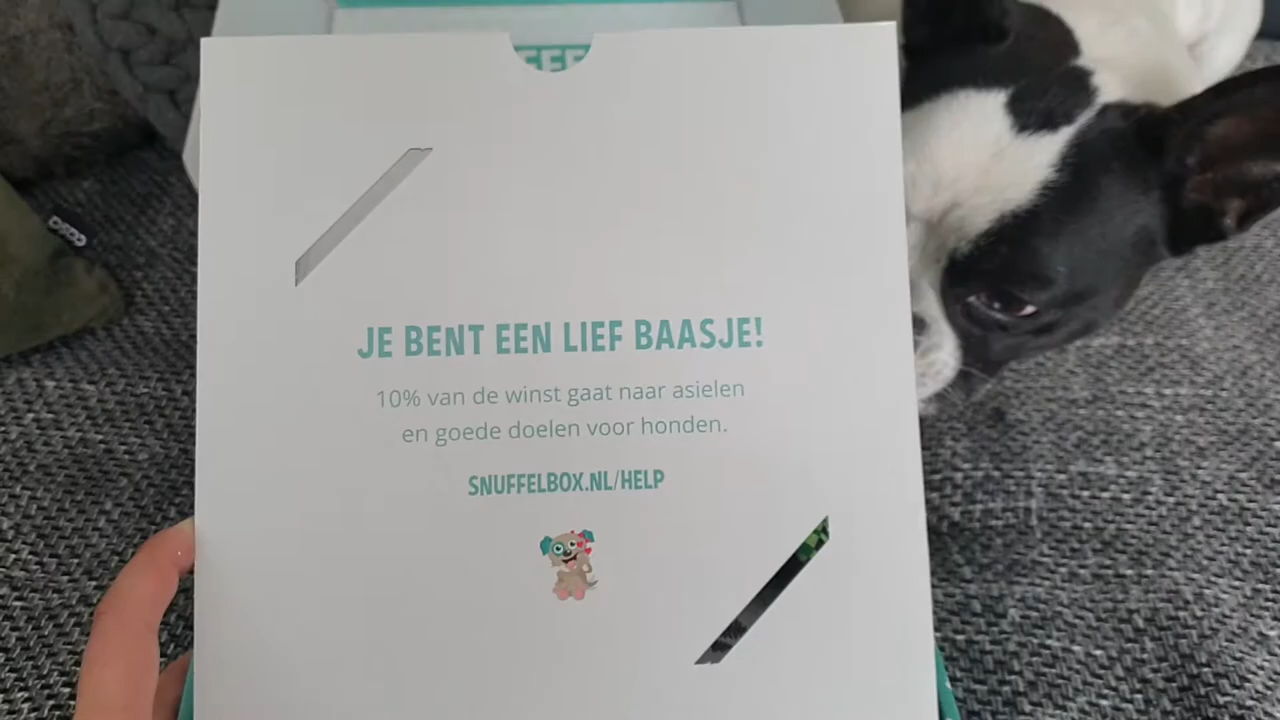 JE BENT EEN LIEF BAASJE!
10% van de winst gaat naar asielen
en goede doelen voor honden.
SNUFFELBOX.NL/HELP